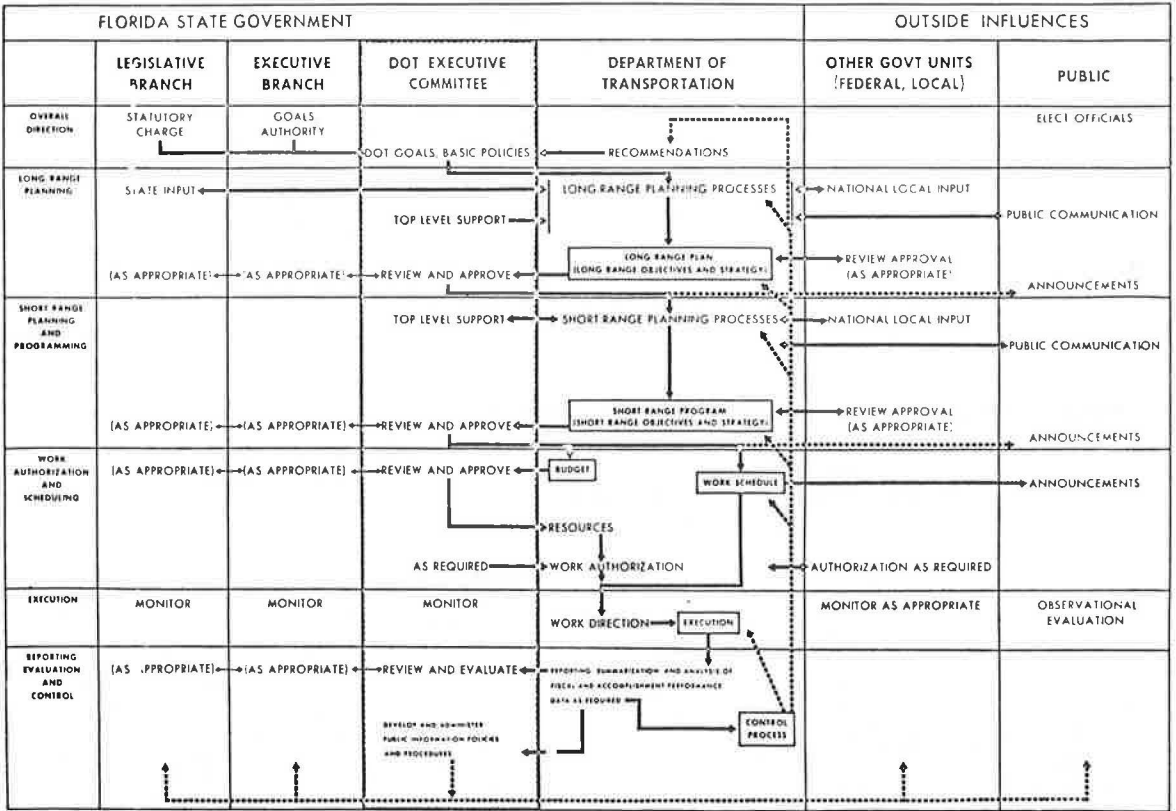 FLORIDA STATE GOVERNMENT
OUTSIDE INFLUENCES
LEGISLATIVE
BRANCH
EXECUTIVE
BRANCH
DOT EXECUTIVE
COMMITTEE
DEPARTMENT OF
TRANSPORTATION
OTHER GOVT UNITS
(FEDERAL, LOCAL)
PUBLIC
OVERALL
DIRECTION
STATUTORY
CHARGE
GOALS
AUTHORITY
DOT GOALS, BASIC POLICIES
RECOMMENDATIONS
ELECT OFFICIALS
LONG RANGE
PLANNING
STATE INPUT
LONG RANGE PLANNING PROCESSES
NATIONAL LOCAL INPUT
TOP LEVEL SUPPORT
PUBLIC COMMUNICATION
LONG RANGE PLAN
(LONG RANGE OBJECTIVES AND STRATEGY)
(AS APPROPRIATE)
(AS APPROPRIATE)
REVIEW AND APPROVE
REVIEW APPROVAL
(AS APPROPRIATE)
ANNOUNCEMENTS
SHORT RANGE
PLANNING
AND
PROGRAMMING
TOP LEVEL SUPPORT
SHORT RANGE PLANNING PROCESSES
NATIONAL LOCAL INPUT
PUBLIC COMMUNICATION
SHORT RANGE PROGRAM
(SHORT RANGE OBJECTIVES AND STRATEGY)
(AS APPROPRIATE)
(AS APPROPRIATE)
REVIEW AND APPROVE
REVIEW APPROVAL
(AS APPROPRIATE)
ANNOUNCEMENTS
WORK
AUTHORIZATION
AND
SCHEDULING
(AS APPROPRIATE)
(AS APPROPRIATE)
REVIEW AND APPROVE
BUDGET
WORK SCHEDULE
ANNOUNCEMENTS
RESOURCES
AS REQUIRED
WORK AUTHORIZATION
AUTHORIZATION AS REQUIRED
EXECUTION
MONITOR
MONITOR
MONITOR
WORK DIRECTION
EXECUTION
MONITOR AS APPROPRIATE
OBSERVATIONAL
EVALUATION
REPORTING
EVALUATION
AND
CONTROL
(AS APPROPRIATE)
(AS APPROPRIATE)
REVIEW AND EVALUATE
REPORTING SUMMARIZATION AND ANALYSIS OF
FISCAL AND ACCOMPLISHMENT PERFORMANCE
DATA AS REQUIRED
CONTROL
PROCESS
DEVELOP AND ADMINISTER
PUBLIC INFORMATION POLICIES
AND PROCEDURES